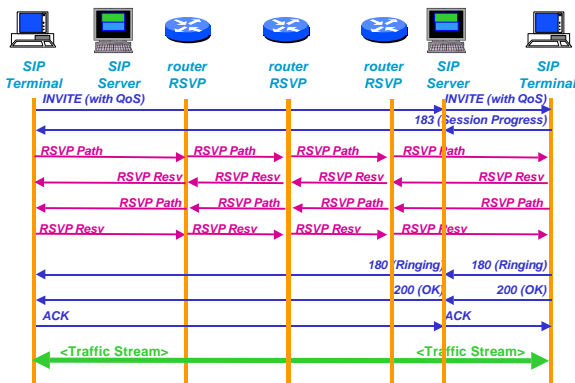 SIP Terminal
SIP Server
router RSVP
router RSVP
router RSVP
SIP Server
SIP Terminal
INVITE (with QoS) INVITE (with QoS)
183 (Session Progress)
RSVP Path RSVP Path RSVP Path RSVP Path
RSVP Resv RSVP Resv RSVP Resv RSVP Resv
RSVP Path RSVP Path RSVP Path RSVP Path
RSVP Resv RSVP Resv RSVP Resv RSVP Resv
180 (Ringing) 180 (Ringing)
200 (OK) 200 (OK)
ACK ACK
<Traffic Stream> <Traffic Stream>